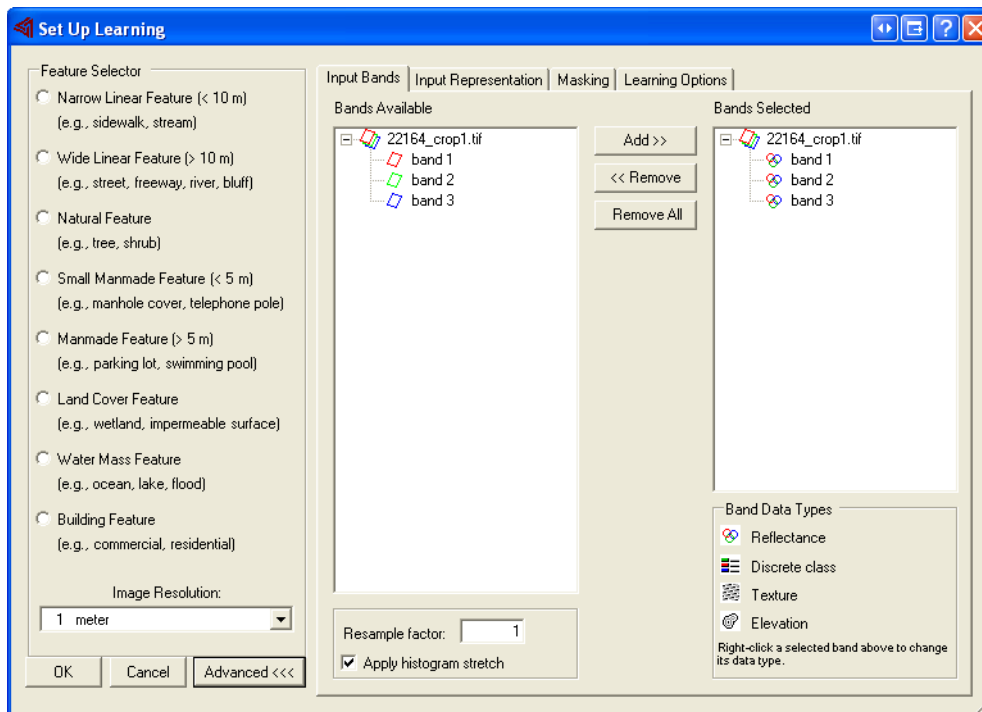 Set Up Learning
Feature Selector
Narrow Linear Feature (< 10 m)
(e.g., sidewalk, stream)
Wide Linear Feature (> 10 m)
(e.g., street, freeway, river, bluff)
Natural Feature
(e.g., tree, shrub)
Small Manmade Feature (< 5 m)
(e.g., manhole cover, telephone pole)
Manmade Feature (> 5 m)
(e.g., parking lot, swimming pool)
Land Cover Feature
(e.g., wetland, impermeable surface)
Water Mass Feature
(e.g., ocean, lake, flood)
Building Feature
(e.g., commercial, residential)
Image Resolution:
1 meter
OK Cancel Advanced <<<
Input Bands Input Representation Masking Learning Options
Bands Available
22164_crop1.tif
band 1
band 2
band 3
Add >>
<< Remove
Remove All
Bands Selected
22164_crop1.tif
band 1
band 2
band 3
Resample factor: 1
Apply histogram stretch
Band Data Types
Reflectance
Discrete class
Texture
Elevation
Right-click a selected band above to change
its data type.